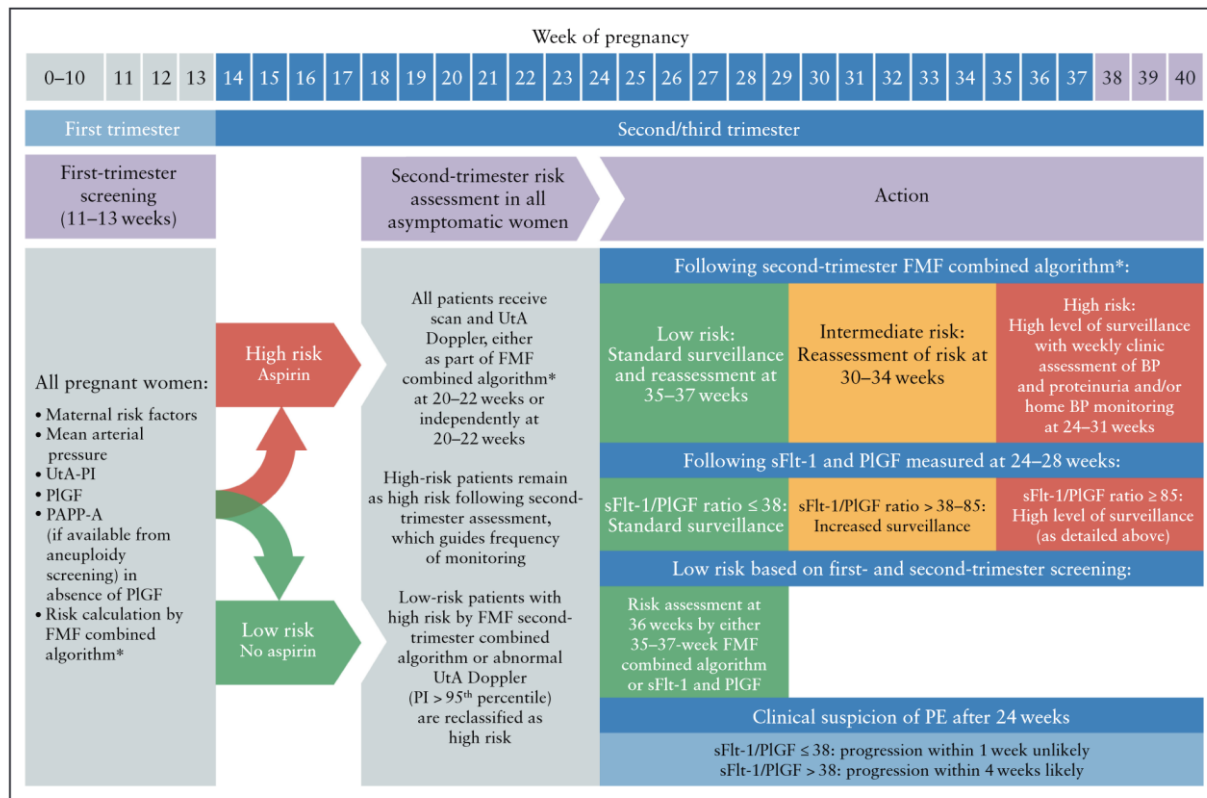 Week of pregnancy
0–10 11 12 13 14 15 16 17 18 19 20 21 22 23 24 25 26 27 28 29 30 31 32 33 34 35 36 37 38 39 40
First trimester
Second/third trimester
First-trimester
screening
(11–13 weeks)
Second-trimester risk
assessment in all
asymptomatic women
Action
All pregnant women:
• Maternal risk factors
• Mean arterial
pressure
• UtA-PI
• PlGF
• PAPP-A
(if available from
aneuploidy
screening) in
absence of PlGF
• Risk calculation by
FMF combined
algorithm*
High risk
Aspirin
Low risk
No aspirin
All patients receive
scan and UtA
Doppler, either
as part of FMF
combined algorithm*
at 20–22 weeks or
independently at
20–22 weeks
High-risk patients remain
as high risk following second-
trimester assessment,
which guides frequency
of monitoring
Low-risk patients with
high risk by FMF second-
trimester combined
algorithm or abnormal
UtA Doppler
(PI > 95th percentile)
are reclassified as
high risk
Following second-trimester FMF combined algorithm*:
Low risk:
Standard surveillance
and reassessment at
35–37 weeks
Intermediate risk:
Reassessment of risk at
30–34 weeks
High risk:
High level of surveillance
with weekly clinic
assessment of BP
and proteinuria and/or
home BP monitoring
at 24–31 weeks
Following sFlt-1 and PlGF measured at 24–28 weeks:
sFlt-1/PlGF ratio ≤ 38:
Standard surveillance
sFlt-1/PlGF ratio > 38–85:
Increased surveillance
sFlt-1/PlGF ratio ≥ 85:
High level of surveillance
(as detailed above)
Low risk based on first- and second-trimester screening:
Risk assessment at
36 weeks by either
35–37-week FMF
combined algorithm
or sFlt-1 and PlGF
Clinical suspicion of PE after 24 weeks
sFlt-1/PlGF ≤ 38: progression within 1 week unlikely
sFlt-1/PlGF > 38: progression within 4 weeks likely